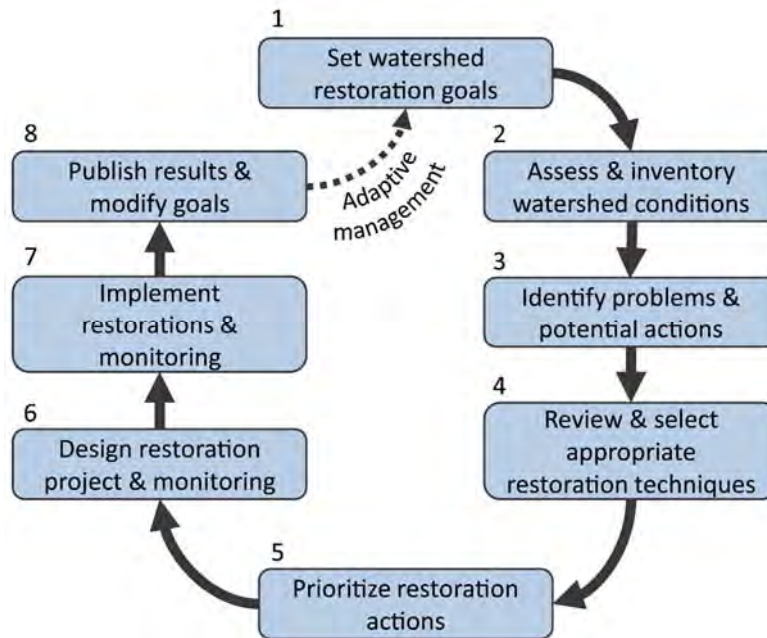 1
Set watershed
restoration goals
2
Assess & inventory
watershed conditions
3
Identify problems &
potential actions
4
Review & select
appropriate
restoration techniques
5
Prioritize restoration
actions
6
Design restoration
project & monitoring
7
Implement
restorations &
monitoring
8
Publish results &
modify goals
Adaptive
management